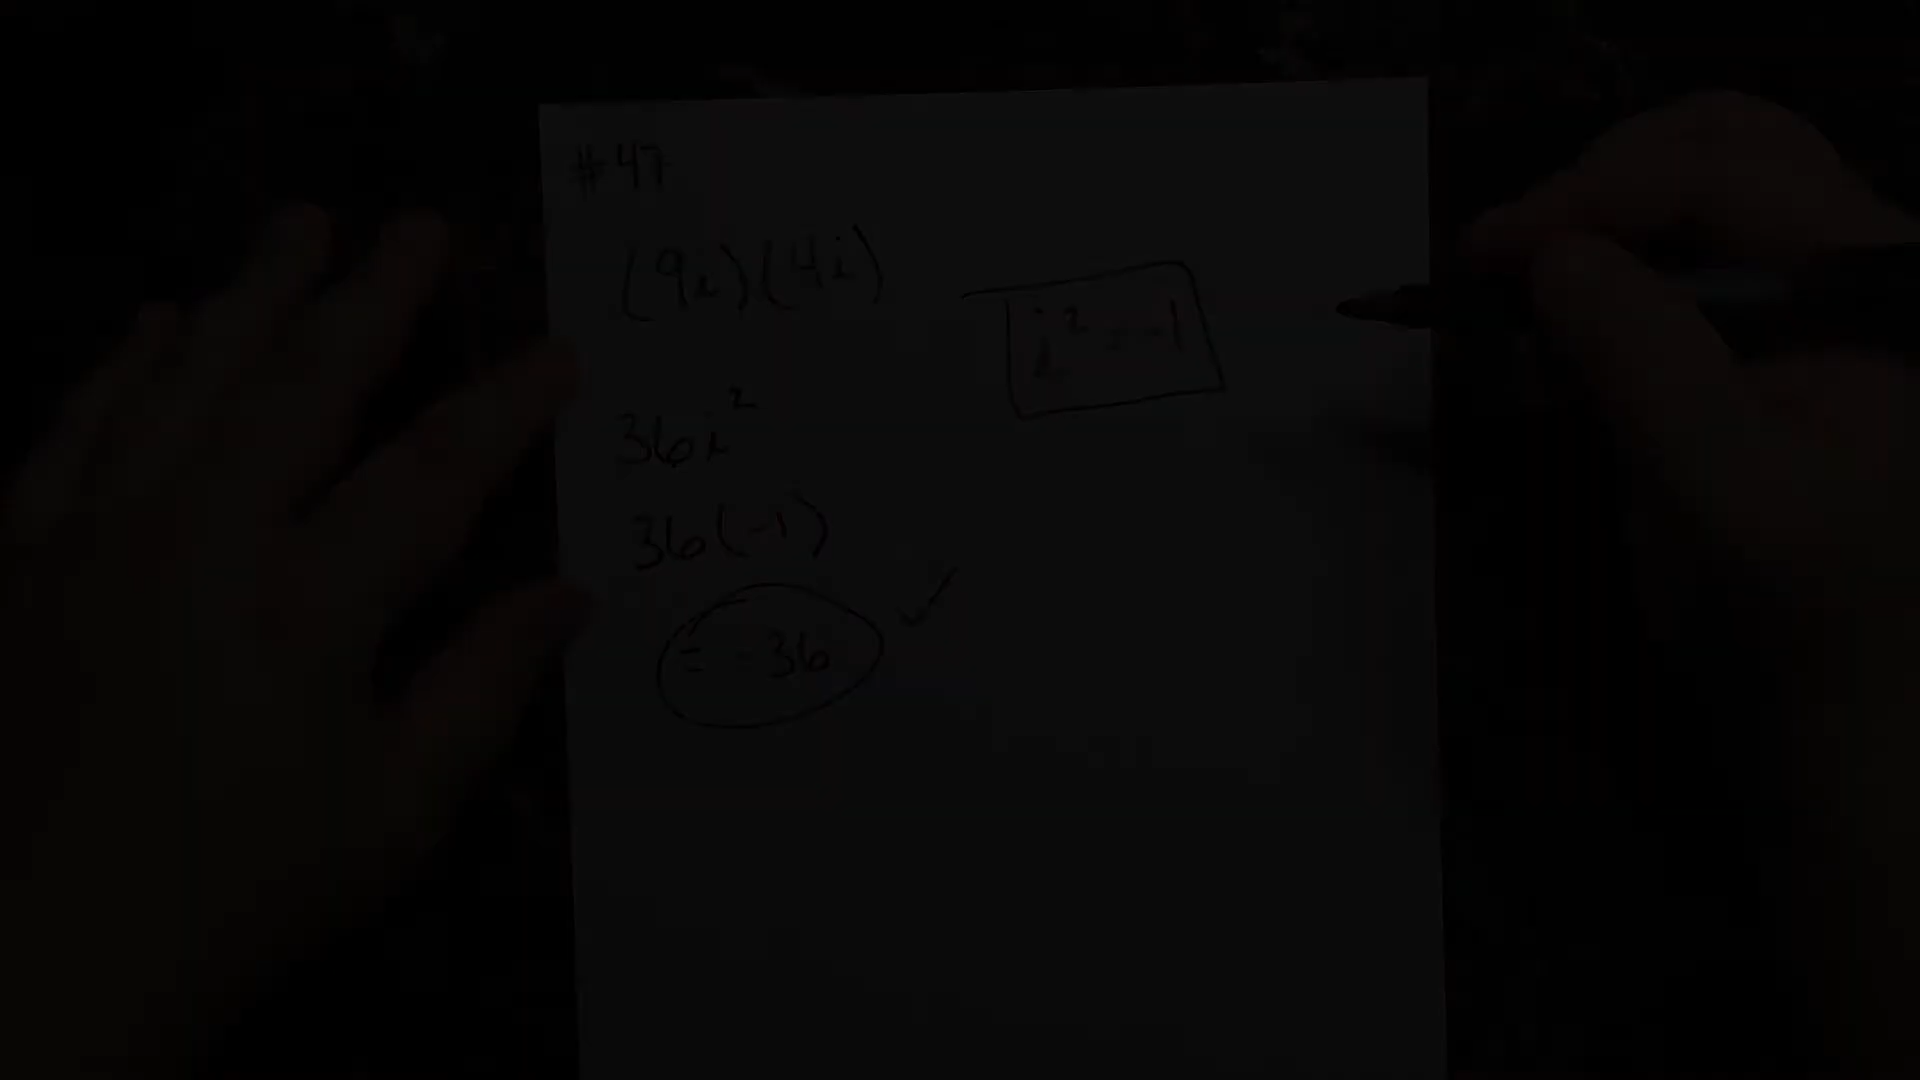 #47
(9i)(4i)
i² = -1
36i²
36(-1)
= -36